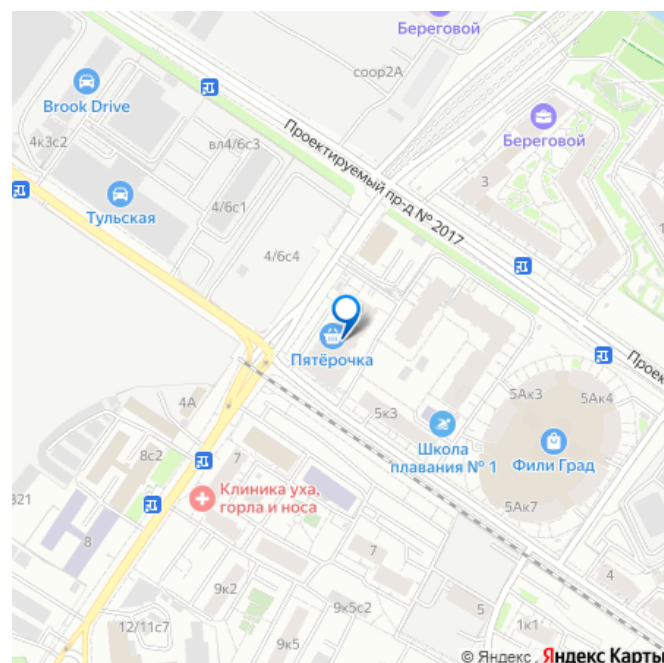 Береговой
соор2А
Brook Drive
4к3с2
вл4/6с3
Проектируемый пр-д № 2017
Береговой
3
Тульская
4/6с1
4/6с4
Пятёрочка
Проек
5Ак3
5Ак4
4А
5к3
Школа
плавания № 1
Фили Град
8с2
7
Клиника уха,
горла и носа
321
5Ак7
8
7
9к2
4
9к5с2
5
12/11с7
1к1
9к5
© Яндекс Яндекс Карты